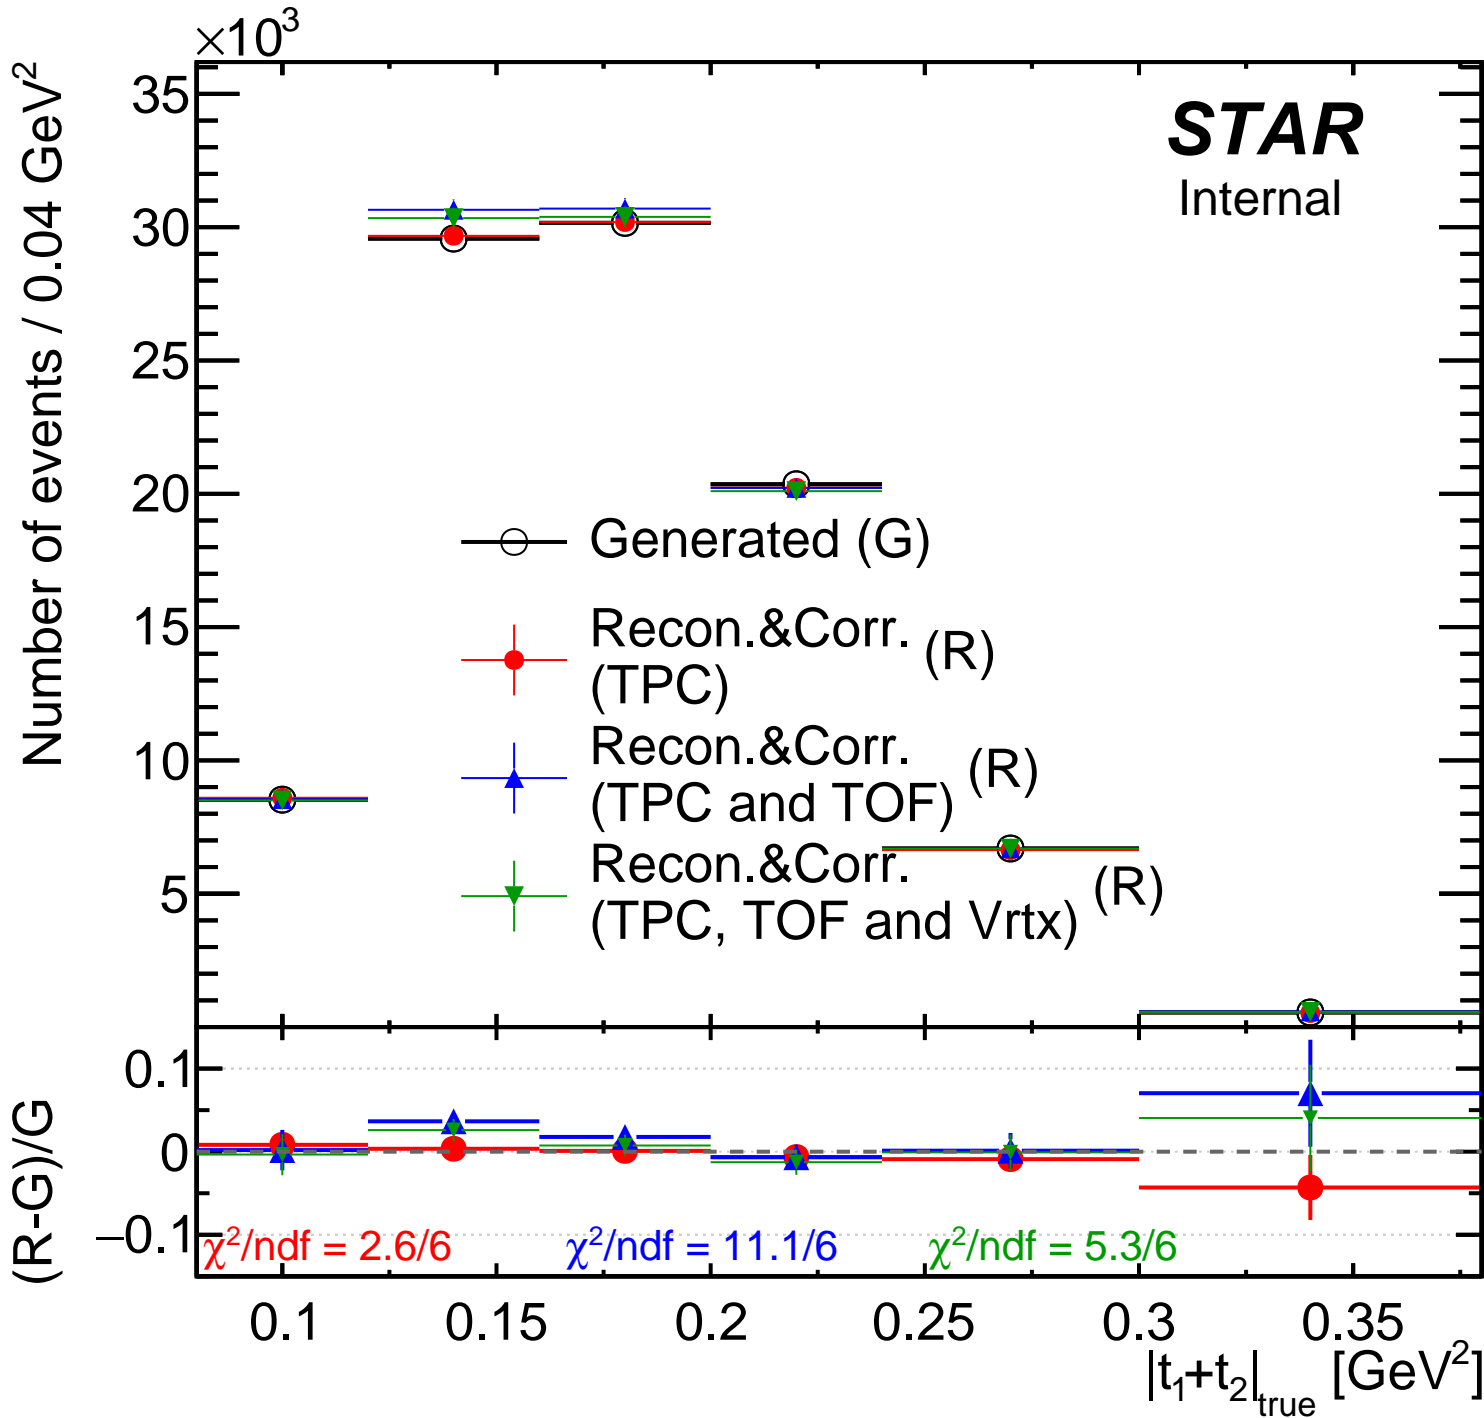 ×10³
Number of events / 0.04 GeV²
35
30
25
20
15
10
5
STAR
Internal
Generated (G)
Recon.&Corr.
(TPC) (R)
Recon.&Corr.
(TPC and TOF) (R)
Recon.&Corr.
(TPC, TOF and Vrtx) (R)
(R-G)/G
0.1
0
−0.1
χ²/ndf = 2.6/6
χ²/ndf = 11.1/6
χ²/ndf = 5.3/6
0.1 0.15 0.2 0.25 0.3 0.35
|t₁+t₂|true [GeV²]